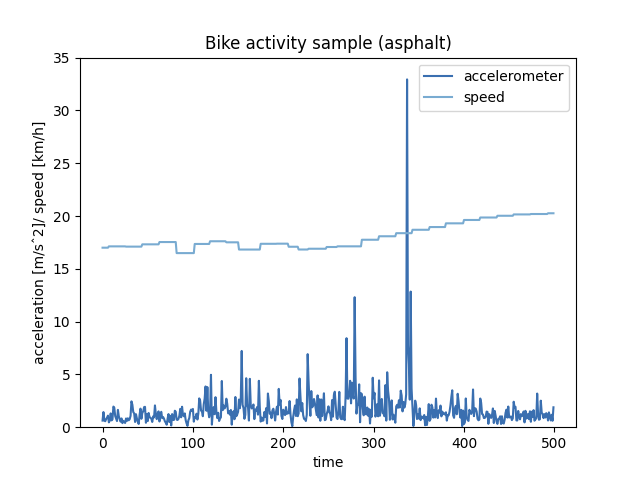 Bike activity sample (asphalt)
35
30
25
20
15
10
5
0
acceleration [m/s^2]/ speed [km/h]
accelerometer
speed
0 100 200 300 400 500
time